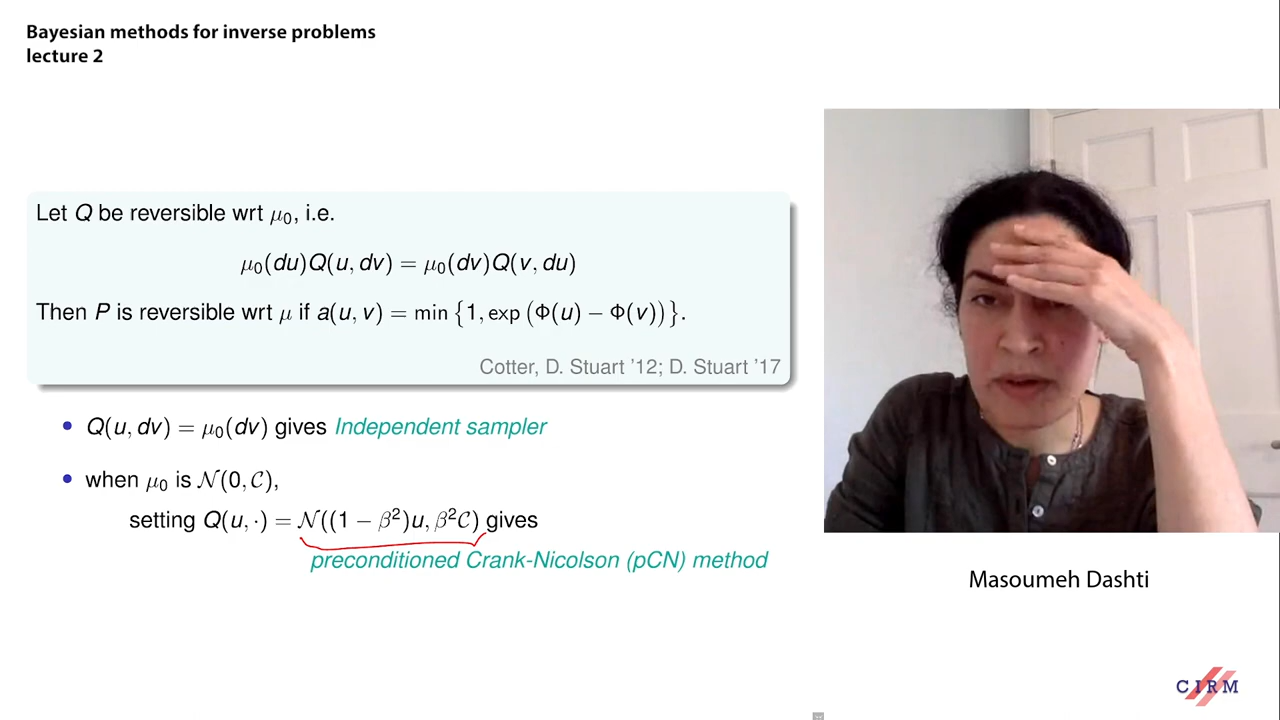 Bayesian methods for inverse problems
lecture 2
Let Q be reversible wrt μ₀, i.e.
μ₀(du)Q(u, dv) = μ₀(dv)Q(v, du)
Then P is reversible wrt μ if a(u, v) = min {1, exp (Φ(u) − Φ(v))}.
Cotter, D. Stuart '12; D. Stuart '17
• Q(u, dv) = μ₀(dv) gives Independent sampler
• when μ₀ is 𝒩(0, 𝒞),
setting Q(u, ·) = 𝒩((1 − β²)u, β²𝒞) gives
preconditioned Crank-Nicolson (pCN) method
Masoumeh Dashti
CIRM